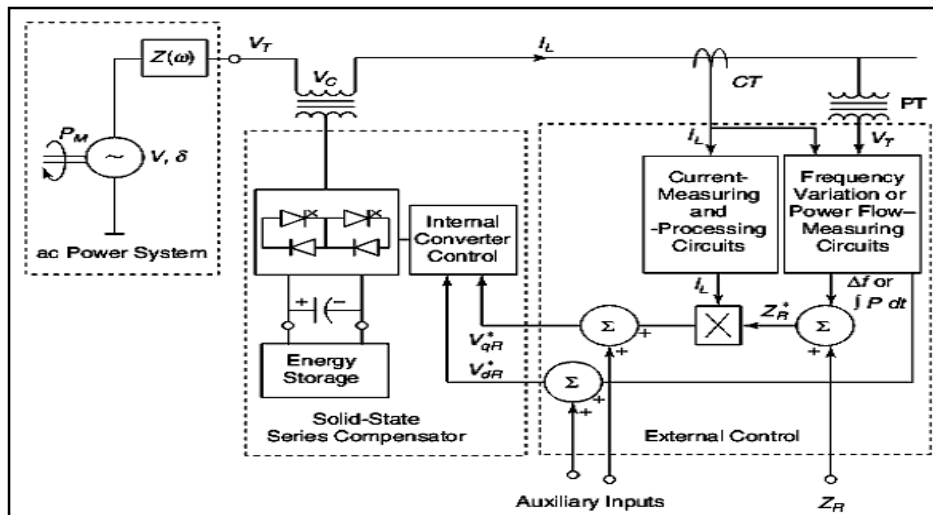 Z(ω)
V_T
V_C
i_L
CT
PT
P_M
~
V, δ
ac Power System
i_L
V_T
Current-
Measuring
and
-Processing
Circuits
Frequency
Variation or
Power Flow–
Measuring
Circuits
Internal
Converter
Control
i_L
Δf or
∫ P dt
Z_R^*
+ −
Energy
Storage
V_qR^*
V_dR^*
Σ
+
+
×
Σ
+
Σ
+
+
Solid-State
Series Compensator
External Control
Auxiliary Inputs
Z_R